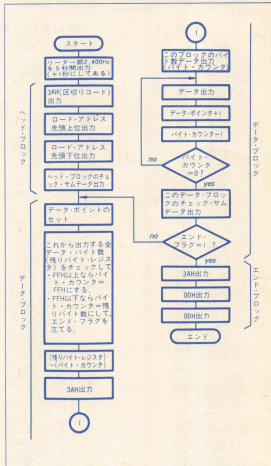 スタート
リーダー部2,400Hz
を5秒間出力
(+1秒にしてある)
3AH(区切りコード)
出力
ロード・アドレス
先頭上位出力
ロード・アドレス
先頭下位出力
ヘッド・ブロックのチェ
ック・サムデータ出力
データ・ポイントの
セット
これから出力する全
データ・バイト数
(残りバイト・レジス
タ)をチェックして
・FFH以上ならバイ
ト・カウンタ=
FFHにする.
・FFH以下ならバイ
ト・カウンタ=残
りバイト数にして,
エンド・フラグを
立てる.
(残りバイト・レジスタ)
-(バイト・カウンタ)
3AH出力
1
ヘッド・ブロック
データ・ブロック
1
このブロックのバイ
ト数データ出力
(バイト・カウンタ)
データ出力
データ・ポインタ+1
バイト・カウンター1
バイト・
カウンタ
=0?
no
yes
このデータ・ブロッ
クのチェック・サム
データ出力
エンド・
フラグ=1?
no
yes
3AH出力
00H出力
00H出力
エンド
データ・ブロック
エンド・ブロック